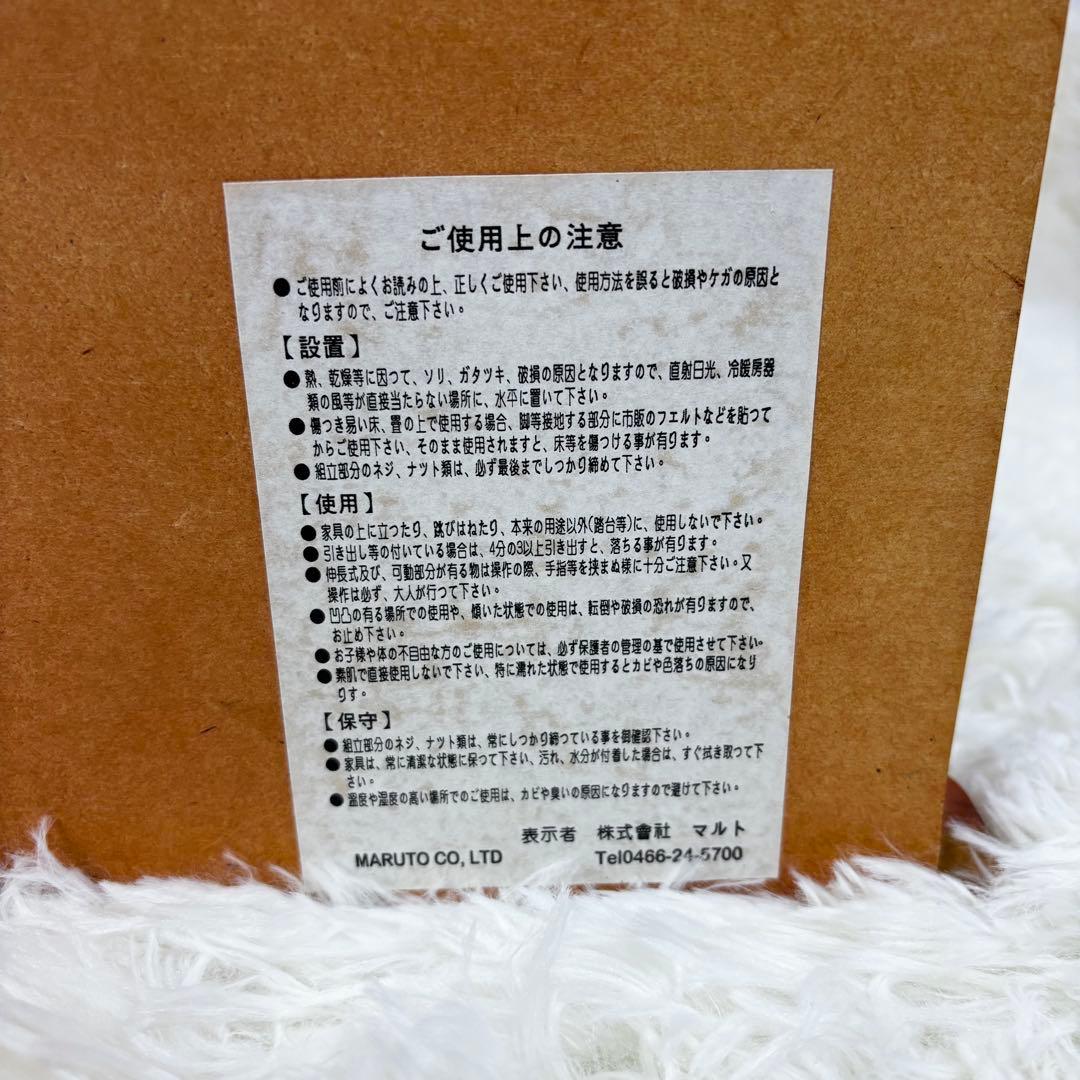 ご使用上の注意
●ご使用前によくお読みの上、正しくご使用下さい、使用方法を誤ると破損やケガの原因と
なりますので、ご注意下さい。
【設置】
●熱、乾燥等に因つて、ソリ、ガタツキ、破損の原因となりますので、直射日光、冷暖房器
類の風等が直接当たらない場所に、水平に置いて下さい。
●傷つき易い床、畳の上で使用する場合、脚等接地する部分に市販のフェルトなどを貼つて
からご使用下さい、そのまま使用されますと、床等を傷つける事が有ります。
●組立部分のネジ、ナツト類は、必ず最後までしつかり締めて下さい。
【使用】
●家具の上に立つたり、跳びはねたり、本来の用途以外(踏台等)に、使用しないで下さい。
●引き出し等の付いている場合は、4分の3以上引き出すと、落ちる事が有ります。
●伸長式及び、可動部分が有る物は操作の際、手指等を挟まぬ様に十分ご注意下さい。又
操作は必ず、大人が行つて下さい。
●凹凸の有る場所での使用や、傾いた状態での使用は、転倒や破損の恐れが有りますので、
お止め下さい。
●お子様や体の不自由な方のご使用については、必ず保護者の管理の基で使用させて下さい。
●素肌で直接使用しないで下さい、特に濡れた状態で使用するとカビや色落ちの原因になり
りす。
【保守】
●組立部分のネジ、ナツト類は、常にしつかり締つている事を御確認下さい。
●家具は、常に清潔な状態に保つて下さい、汚れ、水分が付着した場合は、すぐ拭き取つて下
さい。
●温度や湿度の高い場所でのご使用は、カビや臭いの原因になりますので避けて下さい。
表示者 株式會社 マルト
MARUTO CO, LTD Tel0466-24-5700